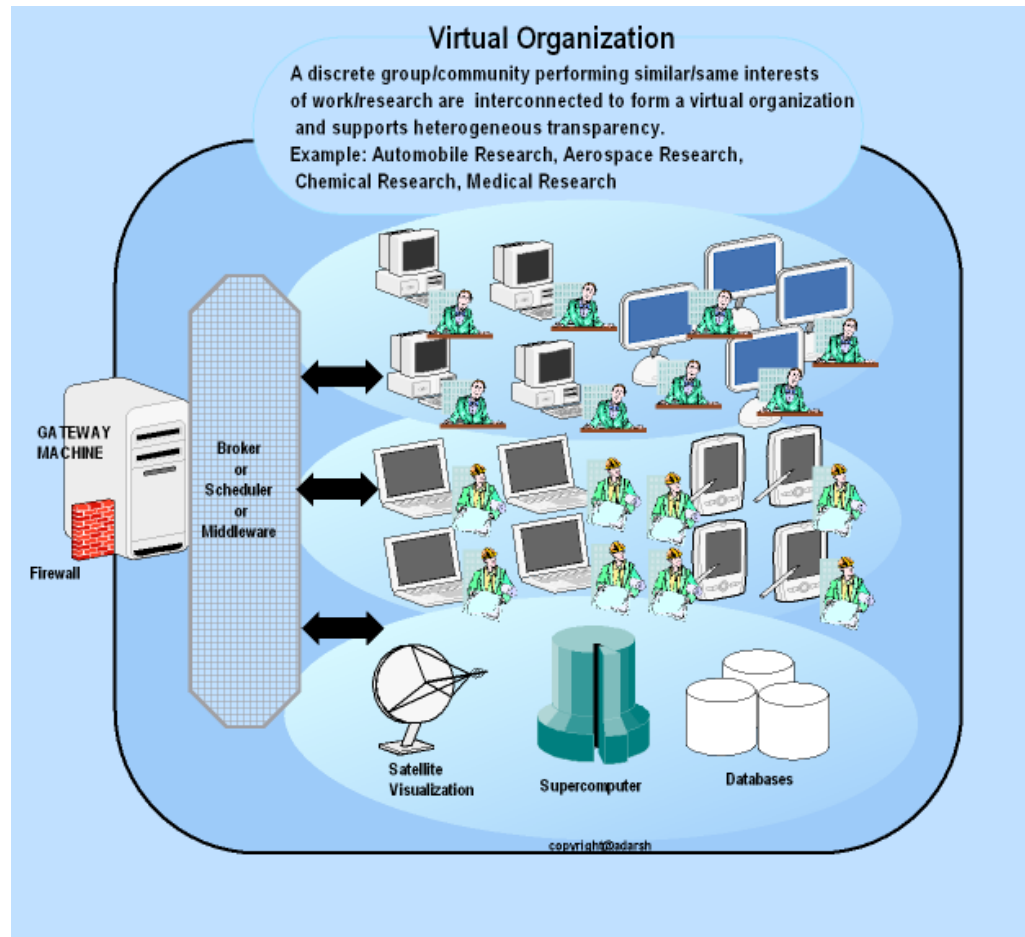 Virtual Organization
A discrete group/community performing similar/same interests
of work/research are interconnected to form a virtual organization
and supports heterogeneous transparency.
Example: Automobile Research, Aerospace Research,
Chemical Research, Medical Research
GATEWAY
MACHINE
Firewall
Broker
or
Scheduler
or
Middleware
Satellite
Visualization
Supercomputer
Databases
copyright@adarsh